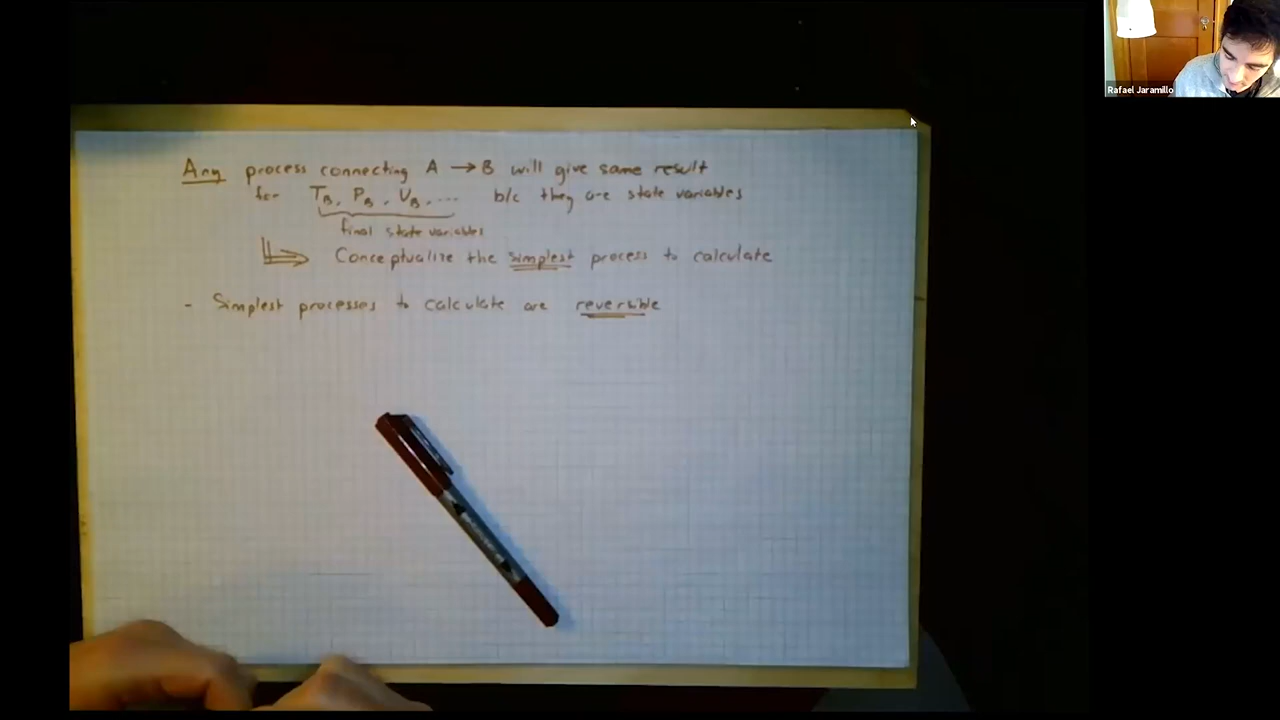 Any process connecting A → B will give same result
for T_B, P_B, V_B, ... b/c they are state variables
final state variables
Conceptualize the simplest process to calculate
- Simplest processes to calculate are reversible
Rafael Jaramillo